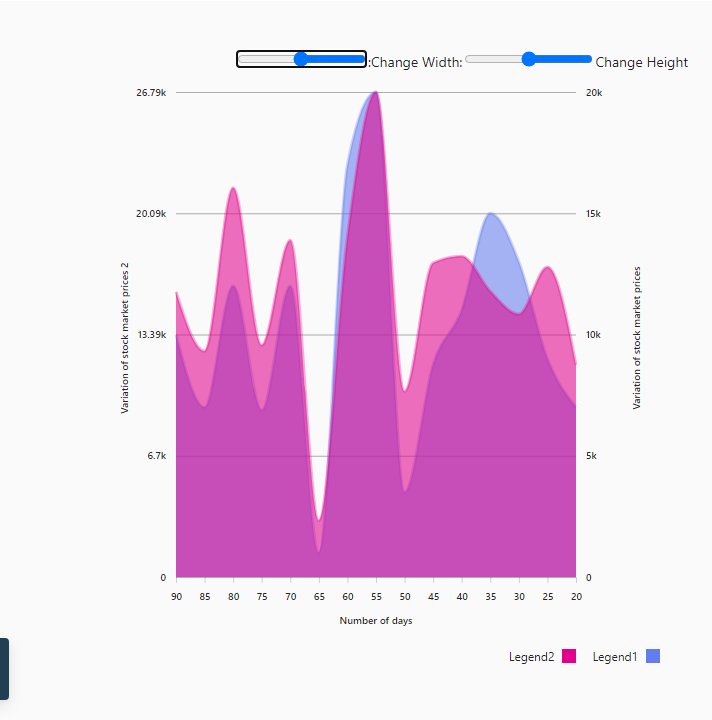 :Change Width: Change Height
26.79k
20.09k
13.39k
6.7k
0
Variation of stock market prices 2
20k
15k
10k
5k
0
Variation of stock market prices
90 85 80 75 70 65 60 55 50 45 40 35 30 25 20
Number of days
Legend2 Legend1